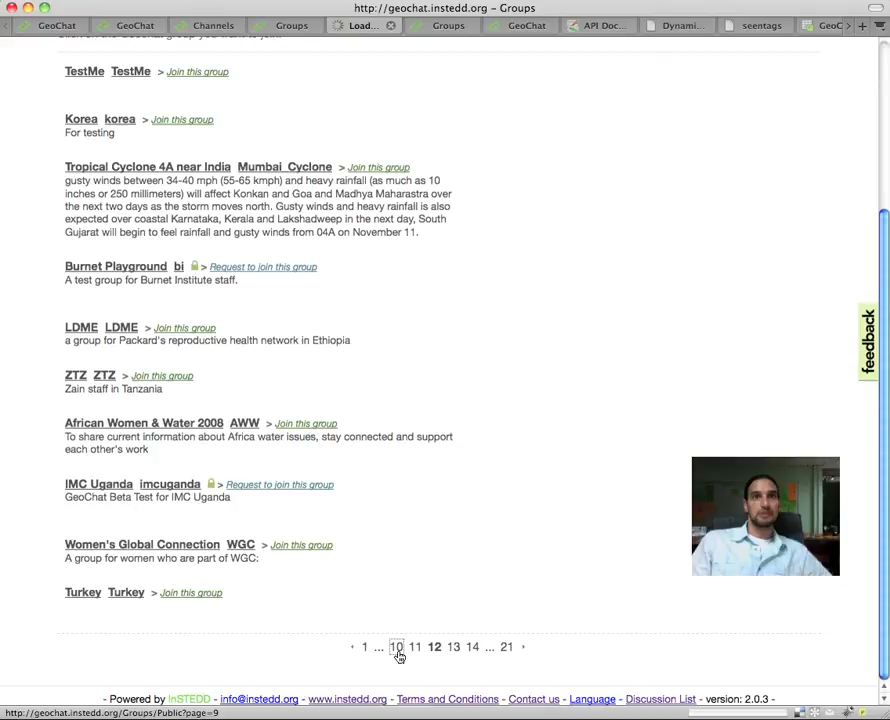 http://geochat.instedd.org - Groups
GeoChat GeoChat Channels Groups Load... Groups GeoChat API Doc... Dynami... seentags GeoC
TestMe TestMe > Join this group
Korea korea > Join this group
For testing
Tropical Cyclone 4A near India Mumbai_Cyclone > Join this group
gusty winds between 34-40 mph (55-65 kmph) and heavy rainfall (as much as 10
inches or 250 millimeters) will affect Konkan and Goa and Madhya Maharastra over
the next two days as the storm moves north. Gusty winds and heavy rainfall is also
expected over coastal Karnataka, Kerala and Lakshadweep in the next day, South
Gujarat will begin to feel rainfall and gusty winds from 04A on November 11.
Burnet Playground bi > Request to join this group
A test group for Burnet Institute staff.
feedback
LDME LDME > Join this group
a group for Packard's reproductive health network in Ethiopia
ZTZ ZTZ > Join this group
Zain staff in Tanzania
African Women & Water 2008 AWW > Join this group
To share current information about Africa water issues, stay connected and support
each other's work
IMC Uganda imcuganda > Request to join this group
GeoChat Beta Test for IMC Uganda
Women's Global Connection WGC > Join this group
A group for women who are part of WGC:
Turkey Turkey > Join this group
‹ 1 ... 10 11 12 13 14 ... 21 ›
- Powered by InSTEDD - info@instedd.org - www.instedd.org - Terms and Conditions - Contact us - Language - Discussion List - version: 2.0.3 -
http://geochat.instedd.org/Groups/Public?page=9